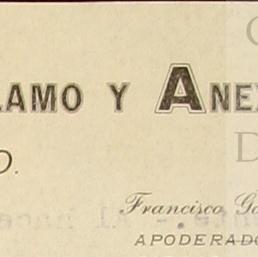 LAMO Y ANEX
O.
Francisco Go
APODERADO